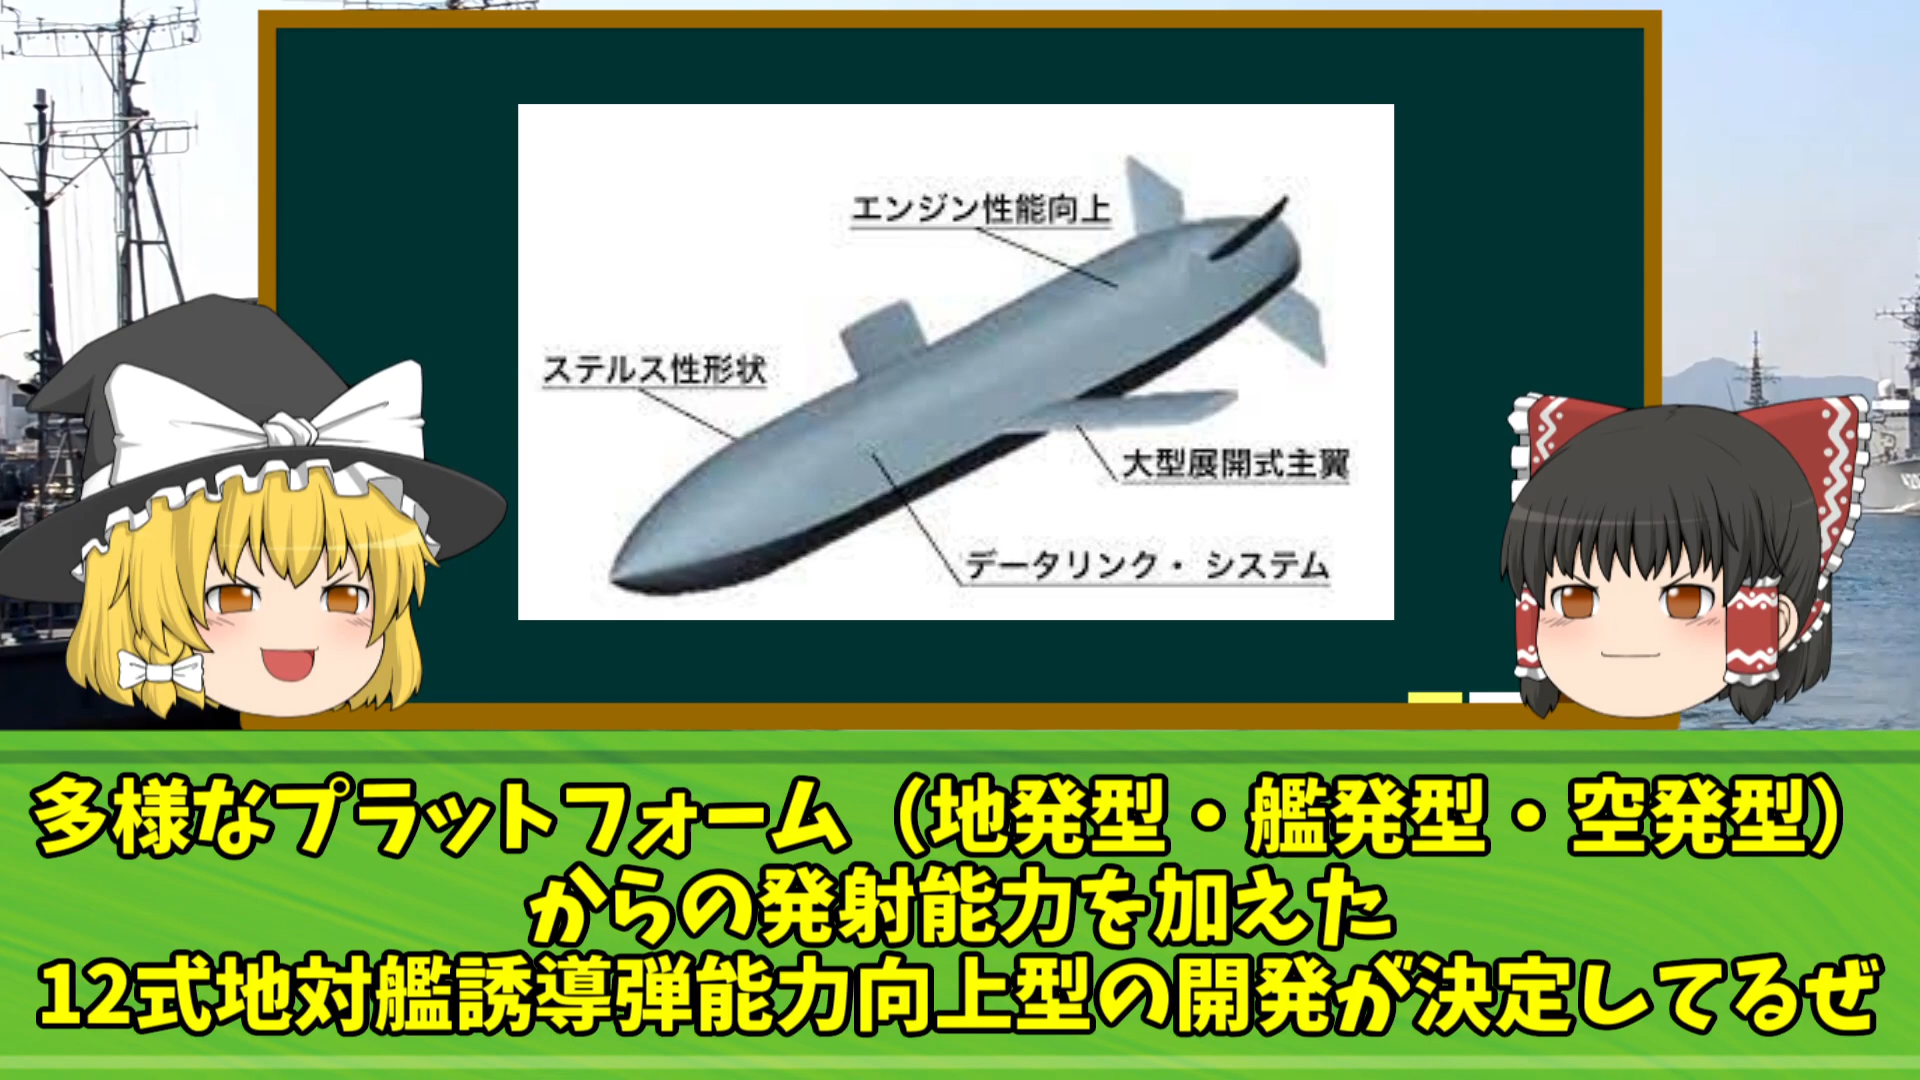 エンジン性能向上
ステルス性形状
大型展開式主翼
データリンク・ システム
多様なプラットフォーム（地発型・艦発型・空発型）
からの発射能力を加えた
12式地対艦誘導弾能力向上型の開発が決定してるぜ